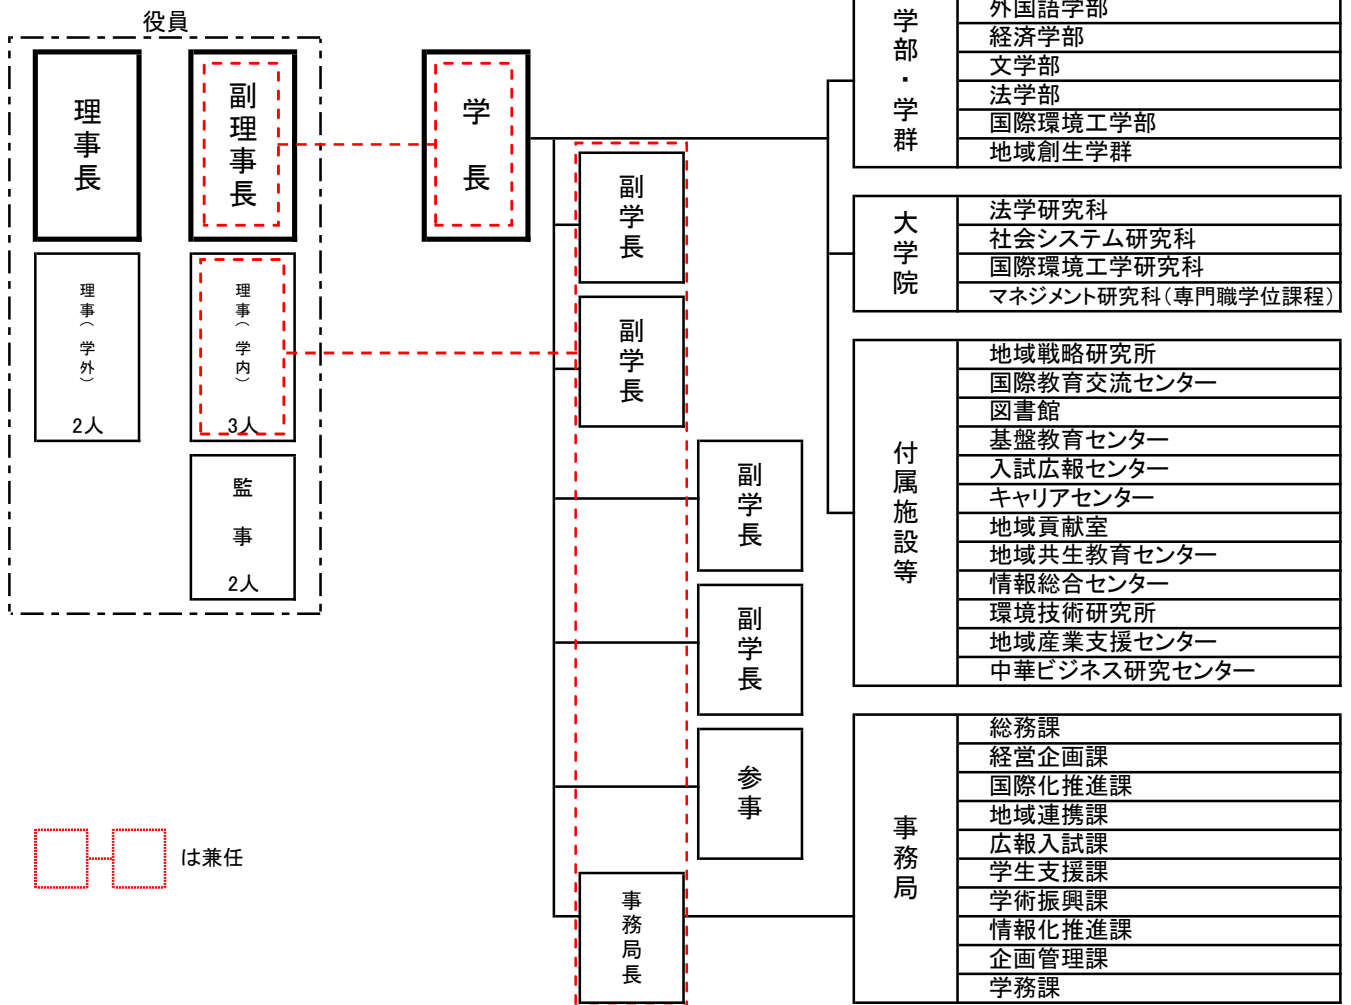 役員
理事長
副理事長
学長
理事（学外）
2人
理事（学内）
3人
監事
2人
副学長
副学長
副学長
副学長
参事
事務局長
は兼任
学部・学群
外国語学部
経済学部
文学部
法学部
国際環境工学部
地域創生学群
大学院
法学研究科
社会システム研究科
国際環境工学研究科
マネジメント研究科（専門職学位課程）
付属施設等
地域戦略研究所
国際教育交流センター
図書館
基盤教育センター
入試広報センター
キャリアセンター
地域貢献室
地域共生教育センター
情報総合センター
環境技術研究所
地域産業支援センター
中華ビジネス研究センター
事務局
総務課
経営企画課
国際化推進課
地域連携課
広報入試課
学生支援課
学術振興課
情報化推進課
企画管理課
学務課